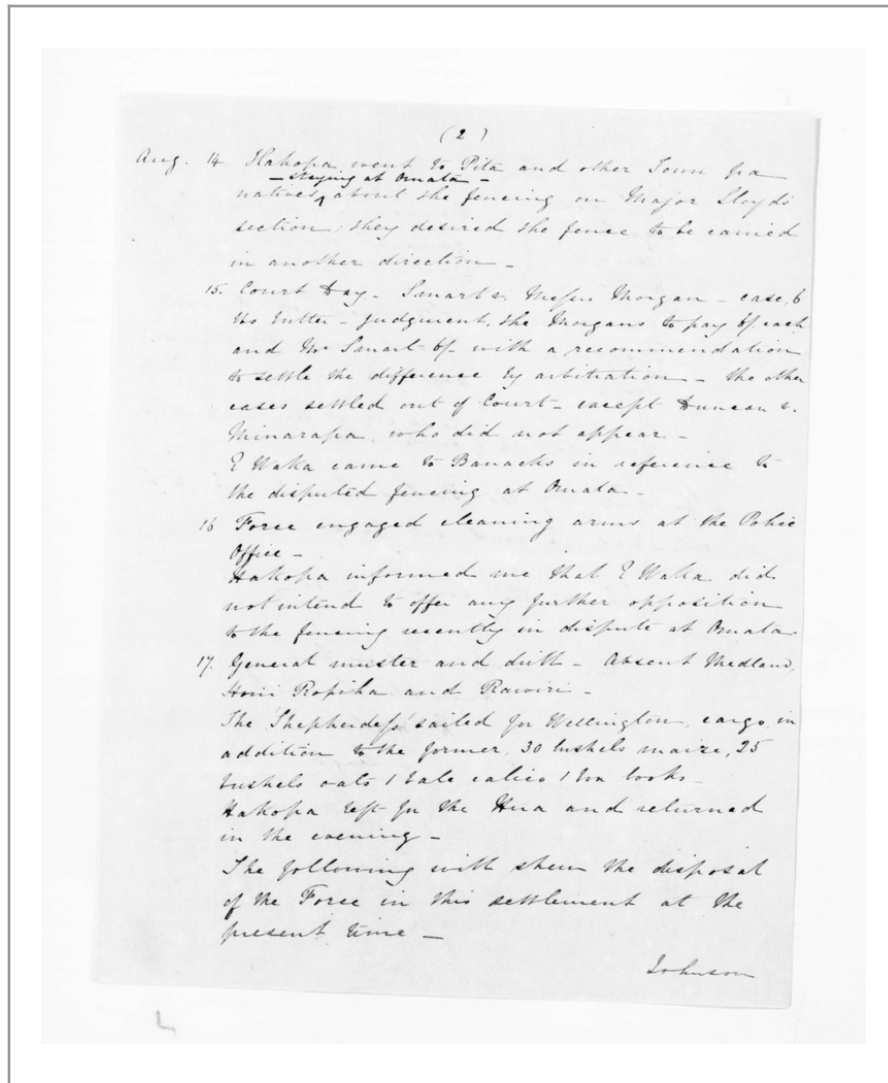 (2)
Aug. 14 Hakopa went to Pita and other Town pa
- staying at Omata -
natives ^ about the fencing on Major Lloyd's
section; they desired the fence to be carried
in another direction -
15. Court Day - Smart v. Messrs Morgan - case,
judgment, the Morgans to pay 6/ each
and Mr Smart 6/- with a recommendation
to settle the difference by arbitration - the other
cases settled out of Court - except Duncan v.
Minarapa, who did not appear -
E Waka came to Barracks in reference to
the disputed fencing at Omata -
16 Force engaged cleaning arms at the Police
Office -
Hakopa informed me that E Waka did
not intend to offer any further opposition
to the fencing recently in dispute at Omata -
17. General muster and drill - Absent Medland,
Honi Ropiha and Rawiri -
The 'Shepherdess' sailed for Wellington, cargo in
addition to the former, 30 bushels maize, 25
bushels oats 1 bale calico 1 box books -
Hakopa left for the Hua and returned
in the evening -
The following will shew the disposal
of the Force in this settlement at the
present time -
Johnson